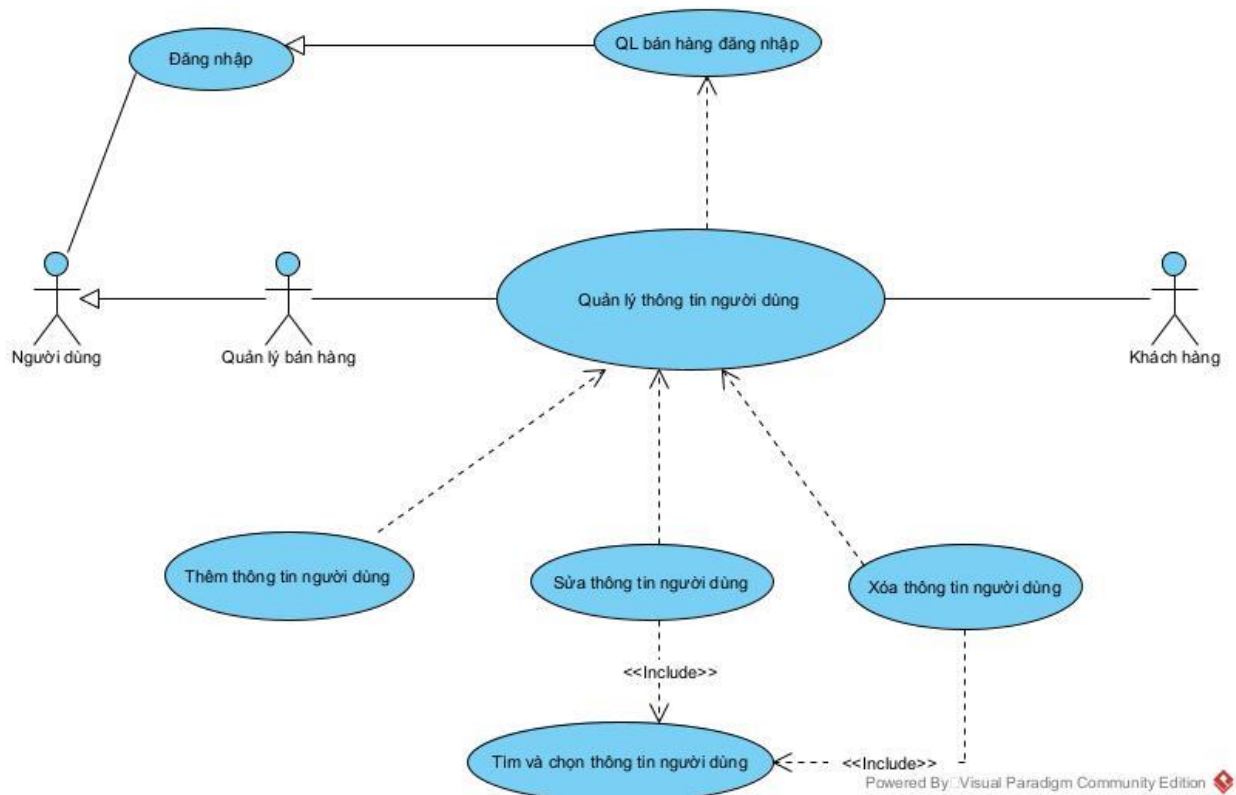 Đăng nhập
QL bán hàng đăng nhập
Quản lý thông tin người dùng
Người dùng
Quản lý bán hàng
Khách hàng
Thêm thông tin người dùng
Sửa thông tin người dùng
Xóa thông tin người dùng
<<Include>>
Tìm và chọn thông tin người dùng
<<Include>>
Powered By Visual Paradigm Community Edition